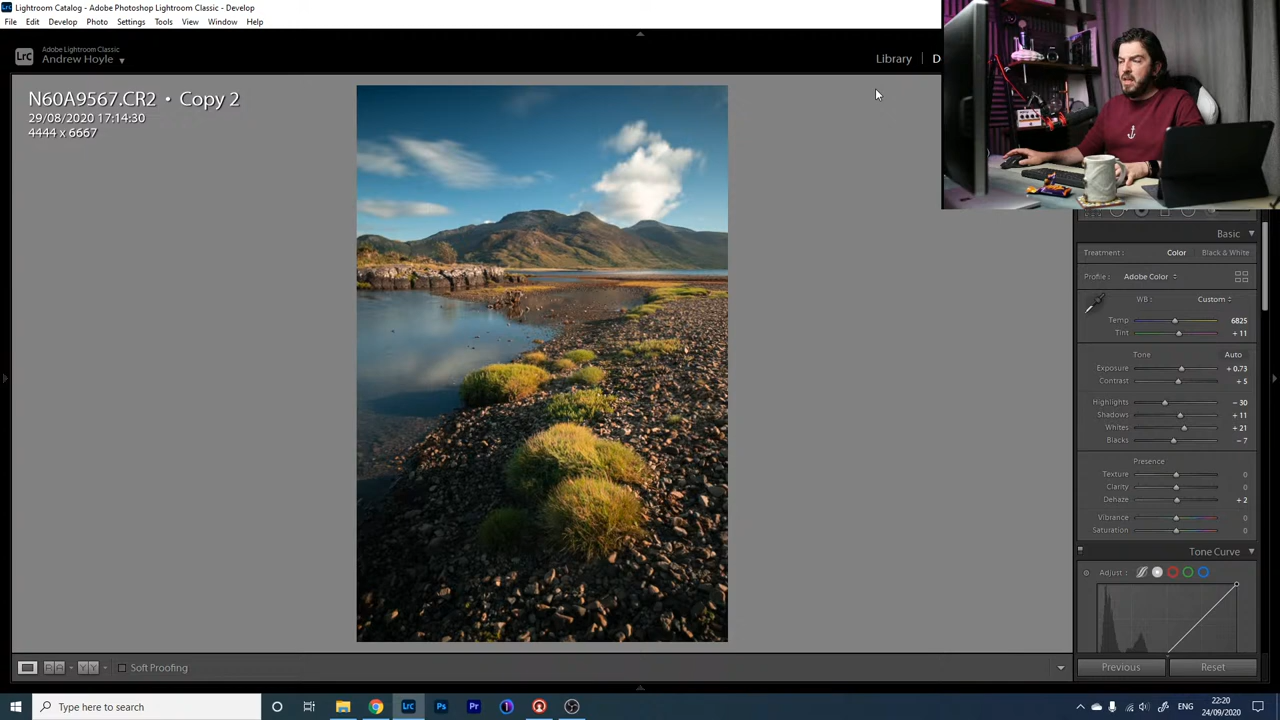 Lightroom Catalog - Adobe Photoshop Lightroom Classic - Develop
File Edit Develop Photo Settings Tools View Window Help
Adobe Lightroom Classic
Andrew Hoyle
Library | D
N60A9567.CR2 • Copy 2
29/08/2020 17:14:30
4444 x 6667
Basic
Treatment : Color Black & White
Profile : Adobe Color
WB : Custom
Temp 6825
Tint + 11
Tone Auto
Exposure + 0.73
Contrast + 5
Highlights − 30
Shadows + 11
Whites + 21
Blacks − 7
Presence
Texture 0
Clarity 0
Dehaze + 2
Vibrance 0
Saturation 0
Tone Curve
Adjust :
Soft Proofing
Previous Reset
Lrc
Type here to search
Lrc Ps Pr
ENG
22:20
24/09/2020